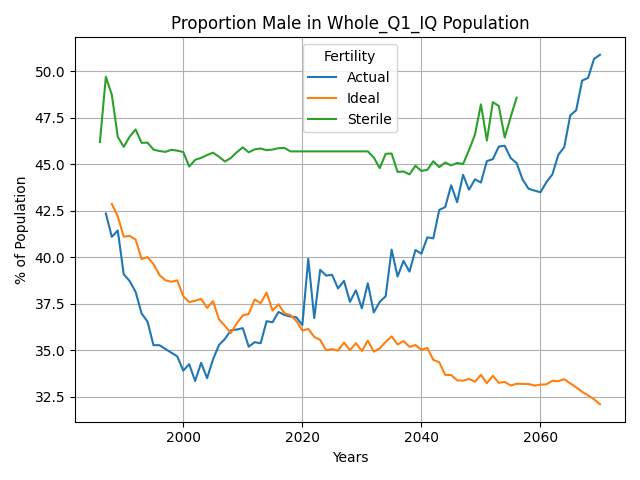 Proportion Male in Whole_Q1_IQ Population
Fertility
Actual
Ideal
Sterile
50.0
47.5
45.0
42.5
40.0
37.5
35.0
32.5
% of Population
2000
2020
2040
2060
Years